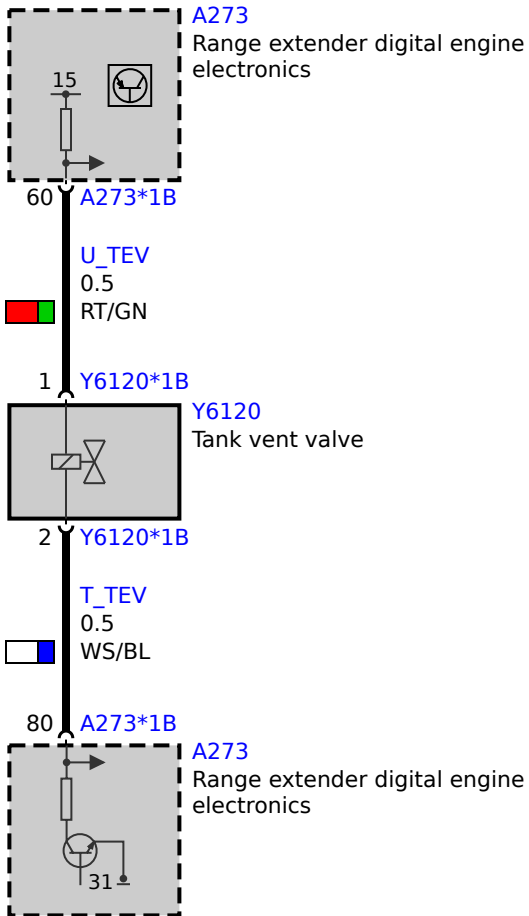 A273
Range extender digital engine
electronics
15
60 A273*1B
U_TEV
0.5
RT/GN
1 Y6120*1B
Y6120
Tank vent valve
2 Y6120*1B
T_TEV
0.5
WS/BL
80 A273*1B
A273
Range extender digital engine
electronics
31